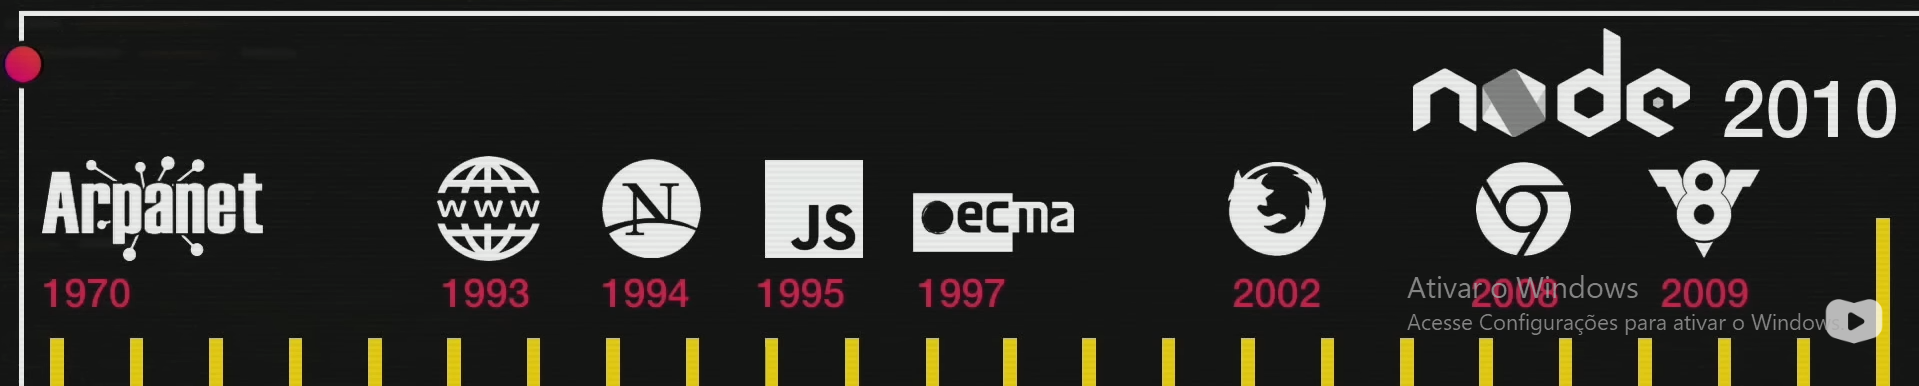 node 2010
Arpanet
www
N
JS
ecma
V8
1970 1993 1994 1995 1997 2002 2008 2009
Ativar o Windows
Acesse Configurações para ativar o Windows.